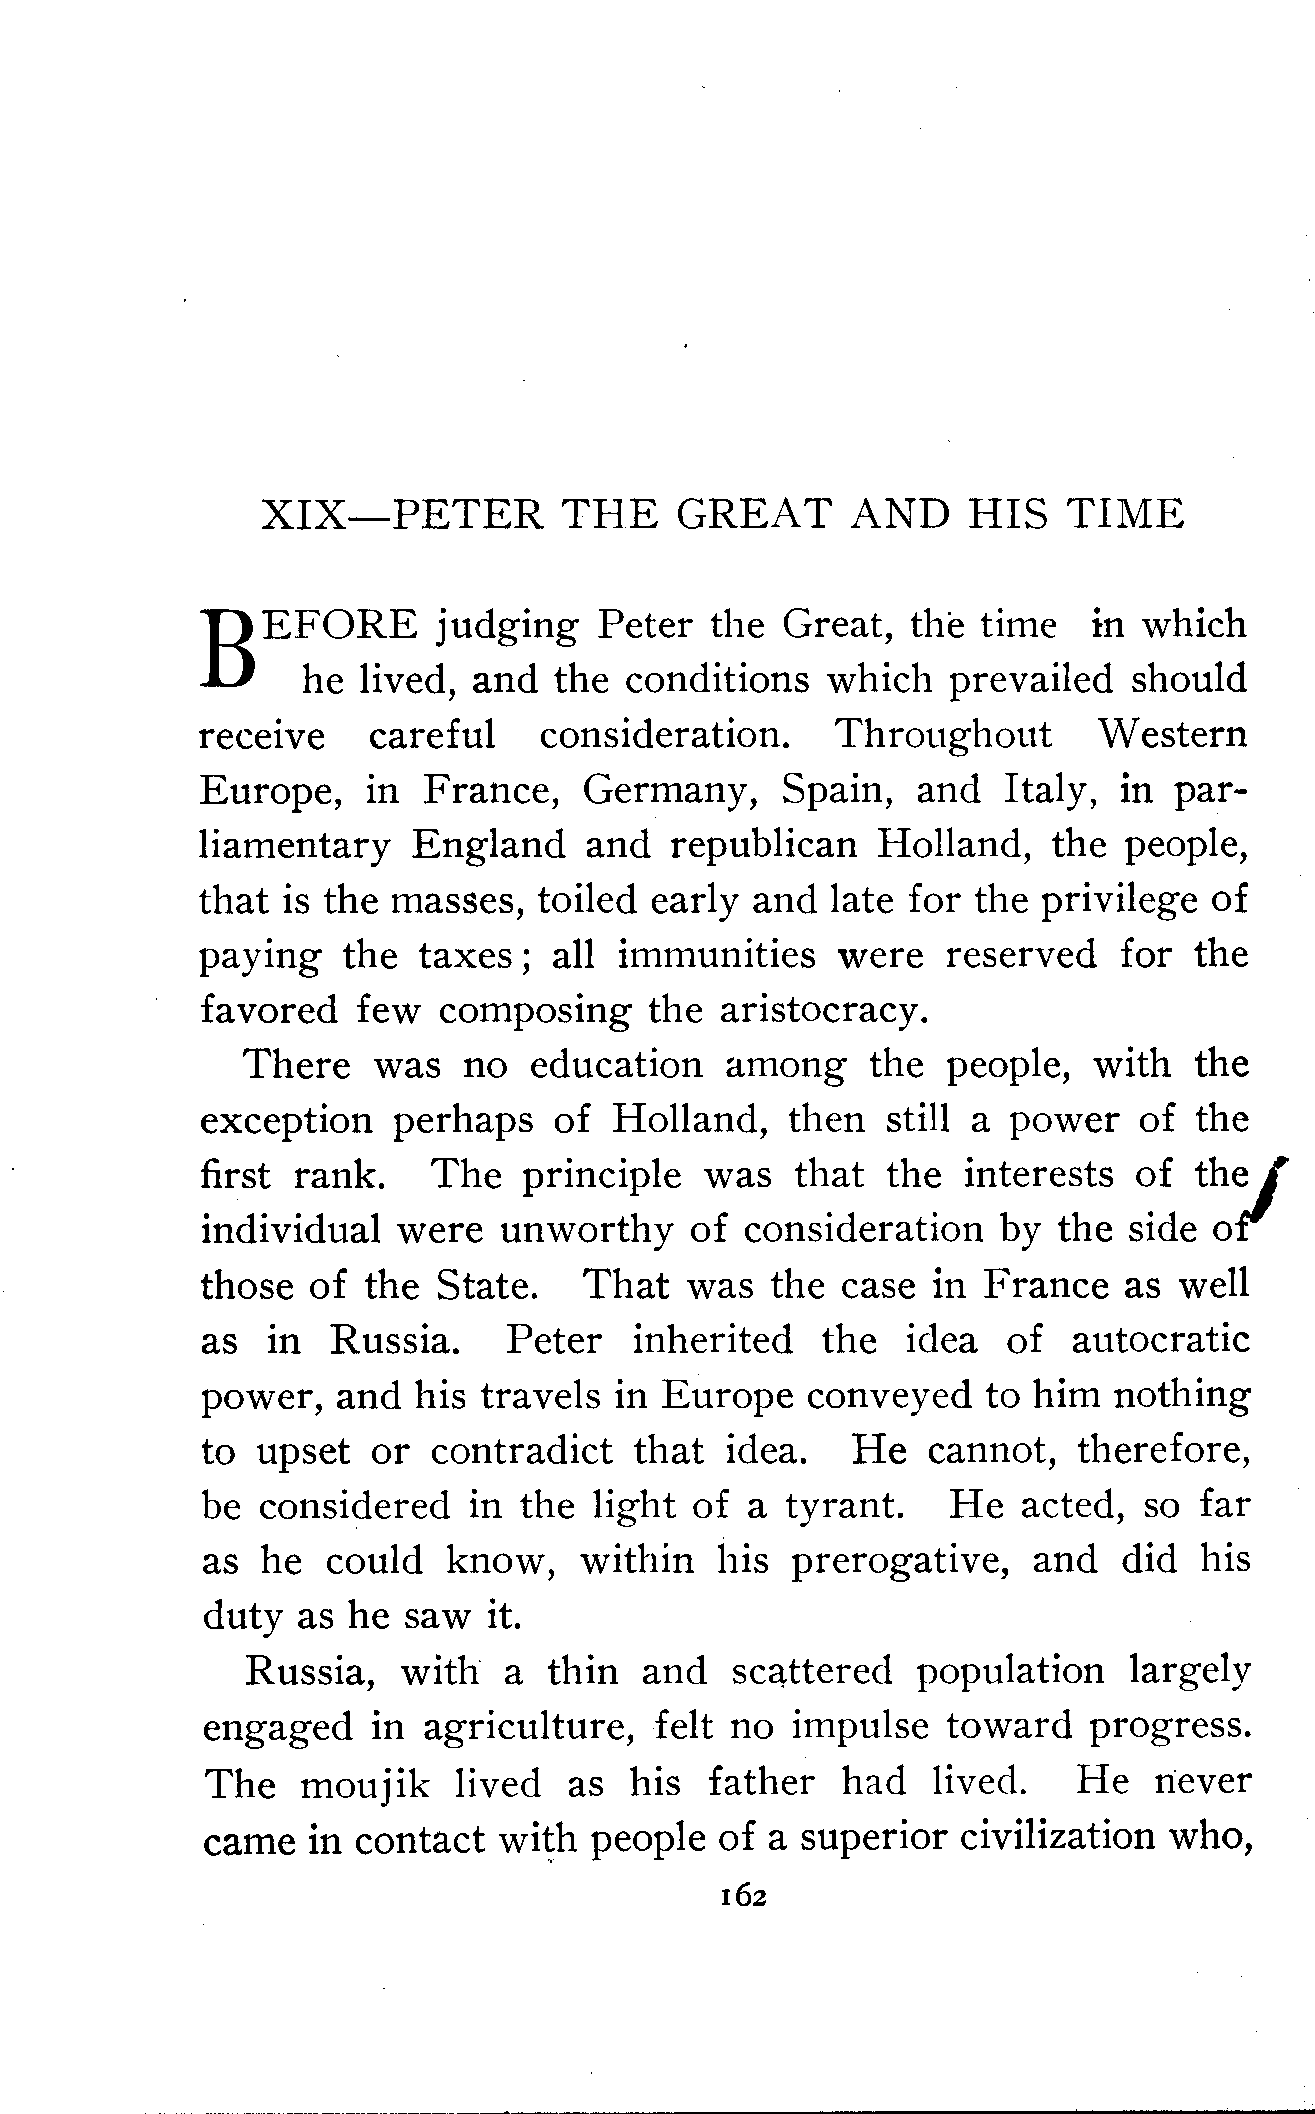 XIX—PETER THE GREAT AND HIS TIME
BEFORE judging Peter the Great, the time in which
he lived, and the conditions which prevailed should
receive careful consideration. Throughout Western
Europe, in France, Germany, Spain, and Italy, in par-
liamentary England and republican Holland, the people,
that is the masses, toiled early and late for the privilege of
paying the taxes; all immunities were reserved for the
favored few composing the aristocracy.
There was no education among the people, with the
exception perhaps of Holland, then still a power of the
first rank. The principle was that the interests of the
individual were unworthy of consideration by the side of
those of the State. That was the case in France as well
as in Russia. Peter inherited the idea of autocratic
power, and his travels in Europe conveyed to him nothing
to upset or contradict that idea. He cannot, therefore,
be considered in the light of a tyrant. He acted, so far
as he could know, within his prerogative, and did his
duty as he saw it.
Russia, with a thin and scattered population largely
engaged in agriculture, felt no impulse toward progress.
The moujik lived as his father had lived. He never
came in contact with people of a superior civilization who,
162